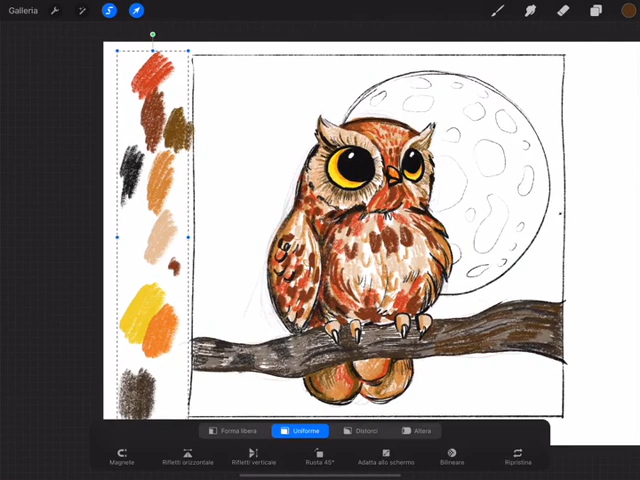 Galleria
Forma libera Uniforme Distorci Altera
Magnete Rifletti orizzontale Rifletti verticale Ruota 45° Adatta allo schermo Bilineare Ripristina